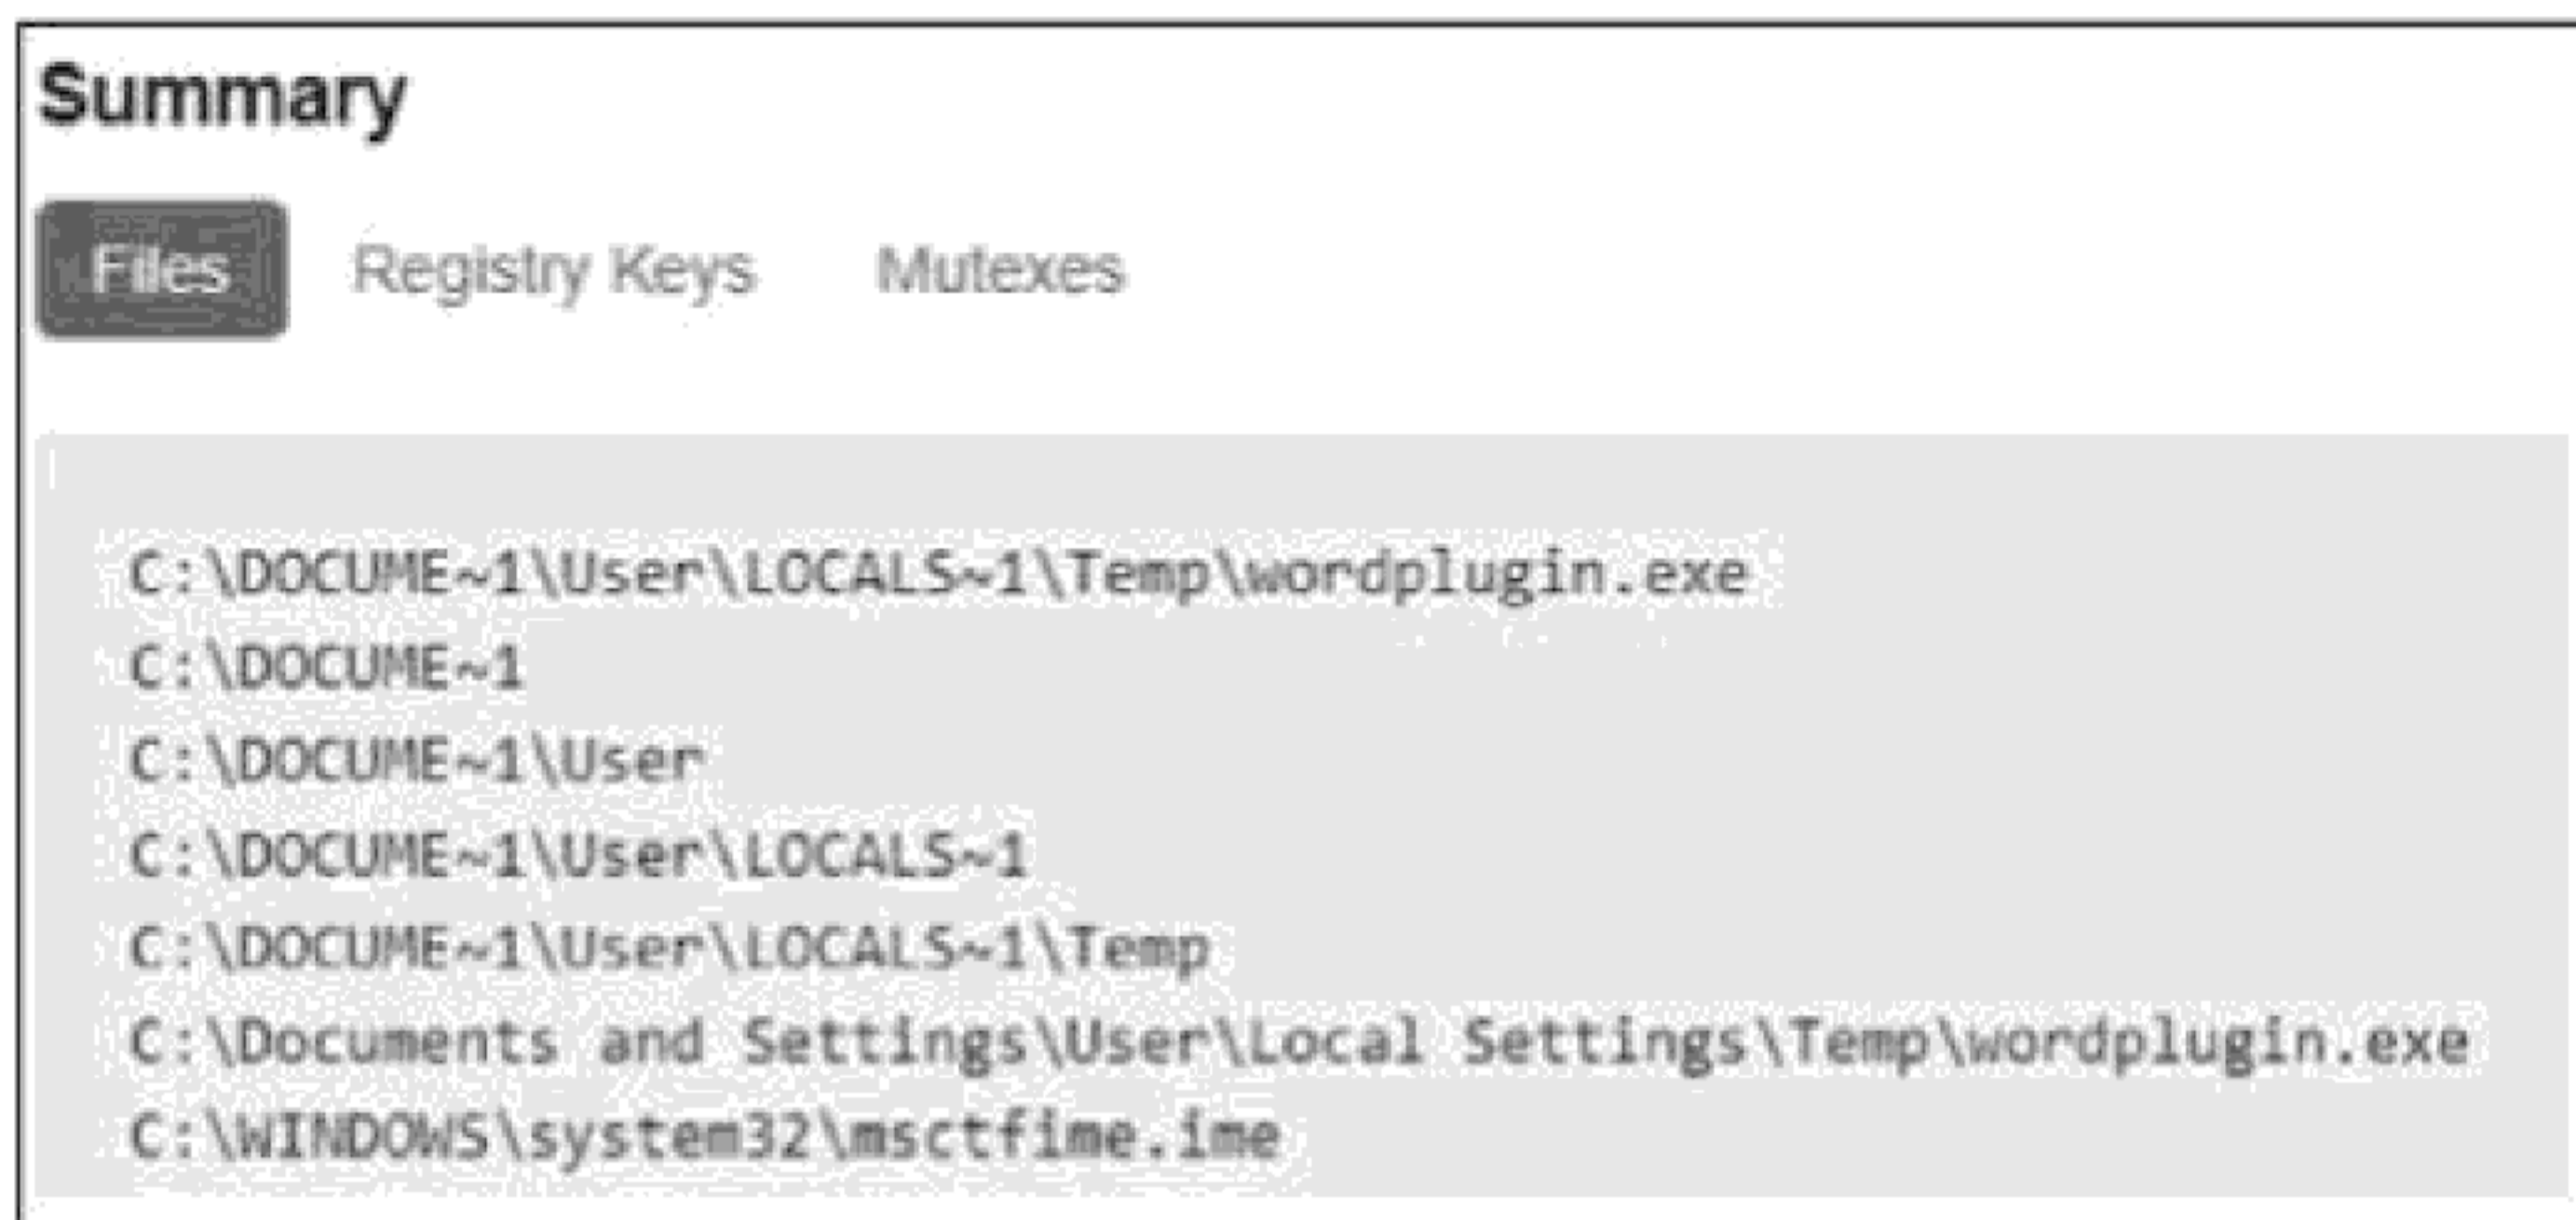 Summary
Files Registry Keys Mutexes
C:\DOCUME~1\User\LOCALS~1\Temp\wordplugin.exe
C:\DOCUME~1
C:\DOCUME~1\User
C:\DOCUME~1\User\LOCALS~1
C:\DOCUME~1\User\LOCALS~1\Temp
C:\Documents and Settings\User\Local Settings\Temp\wordplugin.exe
C:\WINDOWS\system32\msctfime.ime